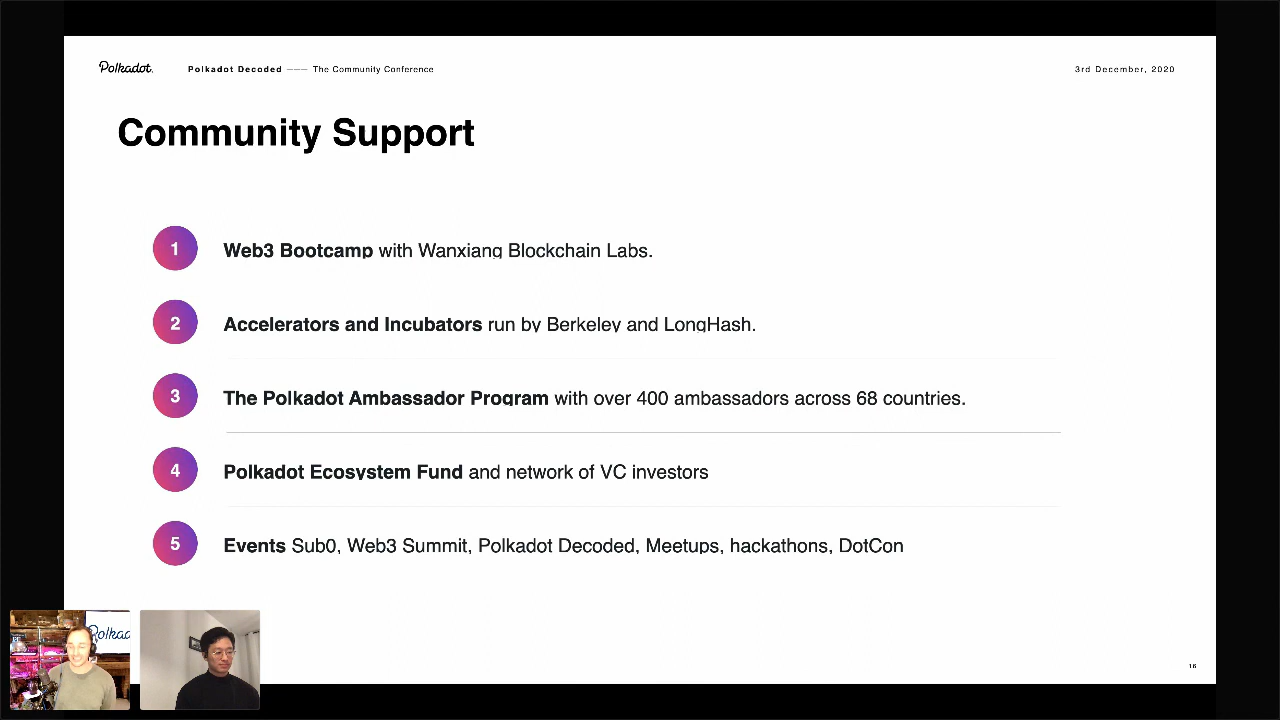 Polkadot. Polkadot Decoded —— The Community Conference 3rd December, 2020
Community Support
1 Web3 Bootcamp with Wanxiang Blockchain Labs.
2 Accelerators and Incubators run by Berkeley and LongHash.
3 The Polkadot Ambassador Program with over 400 ambassadors across 68 countries.
4 Polkadot Ecosystem Fund and network of VC investors
5 Events Sub0, Web3 Summit, Polkadot Decoded, Meetups, hackathons, DotCon
Polkad
16